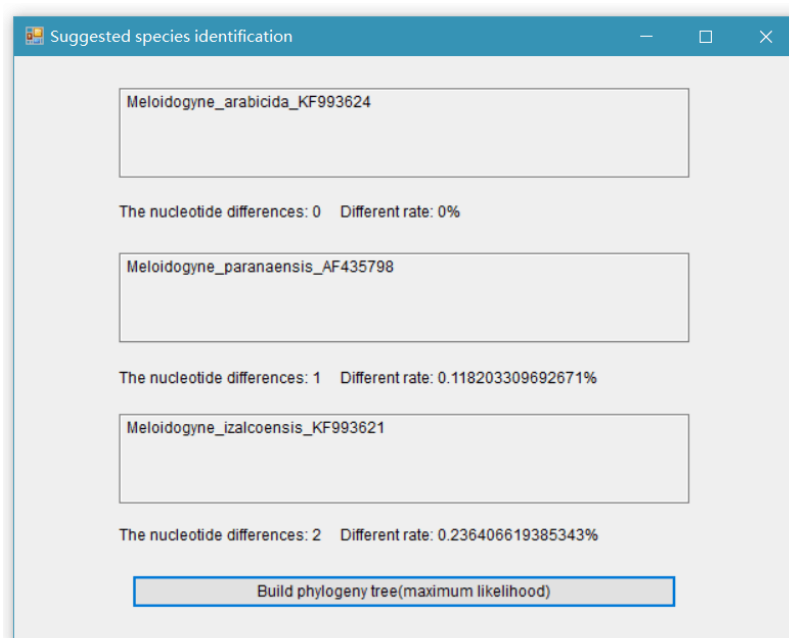 Suggested species identification
Meloidogyne_arabicida_KF993624
The nucleotide differences: 0 Different rate: 0%
Meloidogyne_paranaensis_AF435798
The nucleotide differences: 1 Different rate: 0.118203309692671%
Meloidogyne_izalcoensis_KF993621
The nucleotide differences: 2 Different rate: 0.236406619385343%
Build phylogeny tree(maximum likelihood)